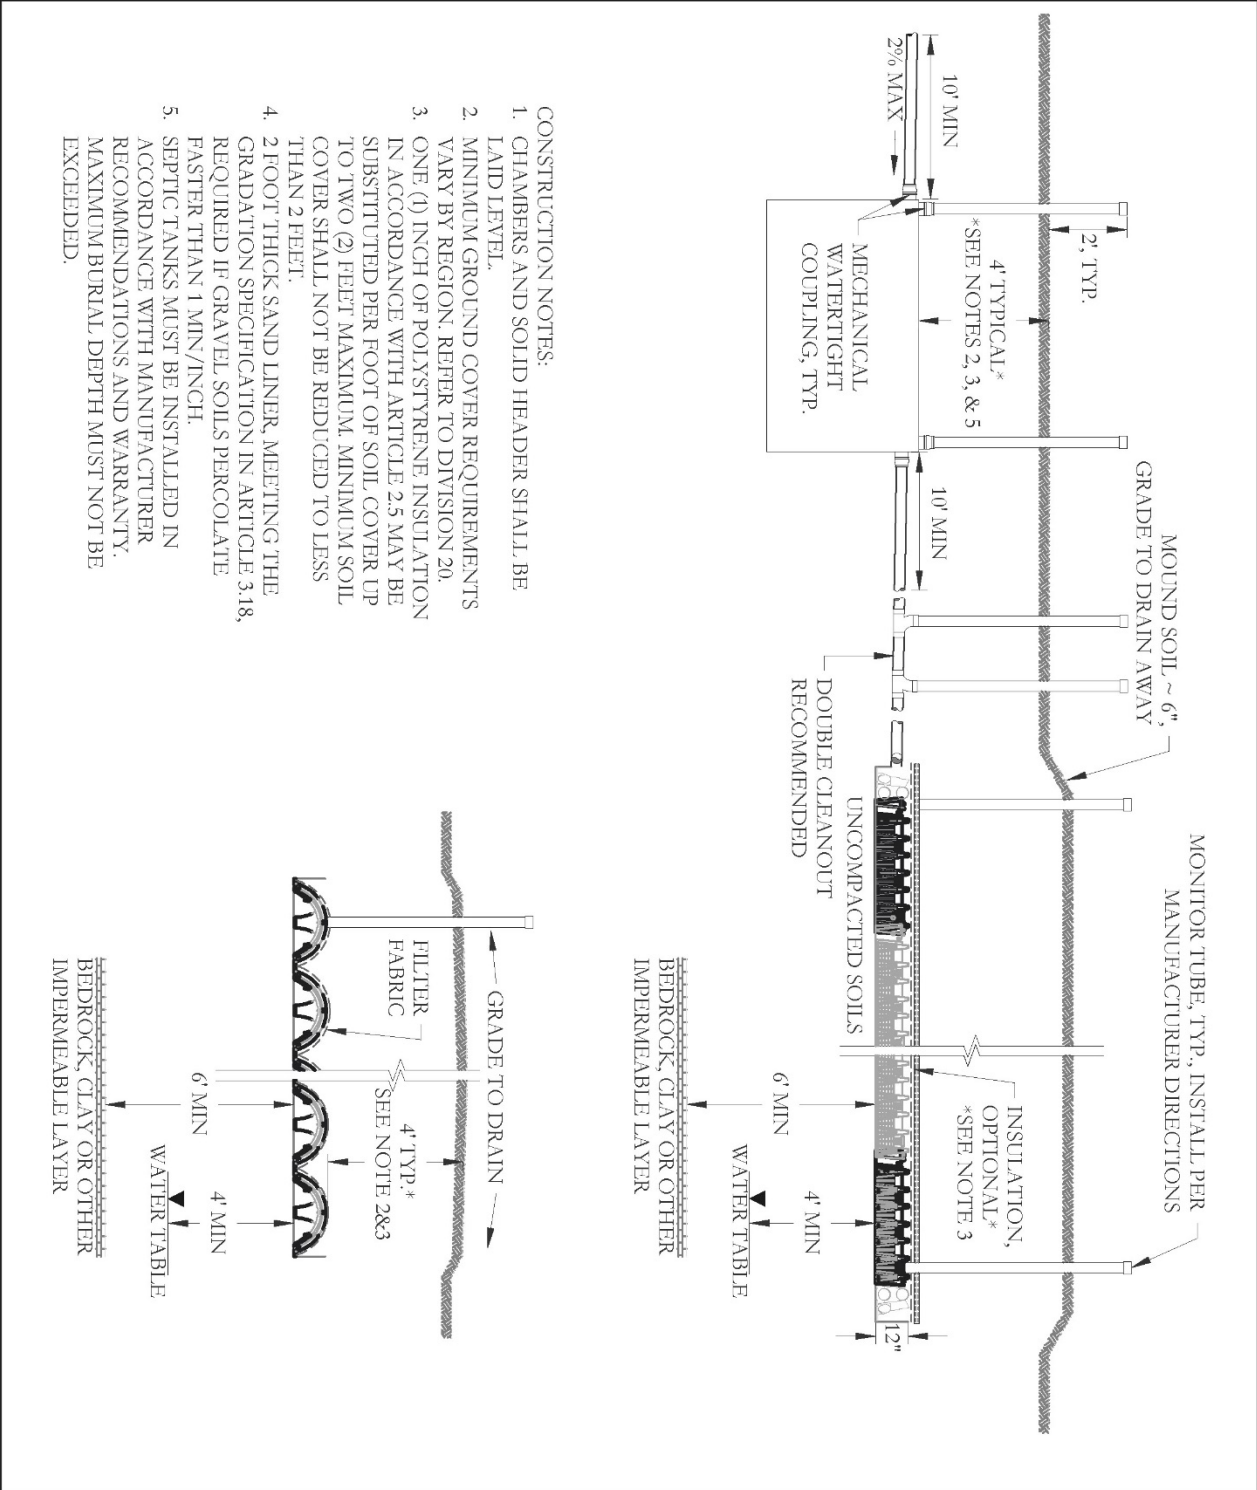 10' MIN
2% MAX
2', TYP.
4' TYPICAL*
*SEE NOTES 2, 3, & 5
MECHANICAL
WATERTIGHT
COUPLING, TYP.
10' MIN
MOUND SOIL ~ 6",
GRADE TO DRAIN AWAY
DOUBLE CLEANOUT
RECOMMENDED
UNCOMPACTED SOILS
MONITOR TUBE, TYP., INSTALL PER
MANUFACTURER DIRECTIONS
INSULATION,
OPTIONAL*
*SEE NOTE 3
12"
6' MIN
4' MIN
WATER TABLE
BEDROCK, CLAY OR OTHER
IMPERMEABLE LAYER
CONSTRUCTION NOTES:
1. CHAMBERS AND SOLID HEADER SHALL BE
LAID LEVEL.
2. MINIMUM GROUND COVER REQUIREMENTS
VARY BY REGION. REFER TO DIVISION 20.
3. ONE (1) INCH OF POLYSTYRENE INSULATION
IN ACCORDANCE WITH ARTICLE 2.5 MAY BE
SUBSTITUTED PER FOOT OF SOIL COVER UP
TO TWO (2) FEET MAXIMUM. MINIMUM SOIL
COVER SHALL NOT BE REDUCED TO LESS
THAN 2 FEET.
4. 2 FOOT THICK SAND LINER, MEETING THE
GRADATION SPECIFICATION IN ARTICLE 3.18,
REQUIRED IF GRAVEL SOILS PERCOLATE
FASTER THAN 1 MIN/INCH.
5. SEPTIC TANKS MUST BE INSTALLED IN
ACCORDANCE WITH MANUFACTURER
RECOMMENDATIONS AND WARRANTY.
MAXIMUM BURIAL DEPTH MUST NOT BE
EXCEEDED.
GRADE TO DRAIN
FILTER
FABRIC
4' TYP.*
SEE NOTE 2&3
6' MIN
4' MIN
WATER TABLE
BEDROCK, CLAY OR OTHER
IMPERMEABLE LAYER